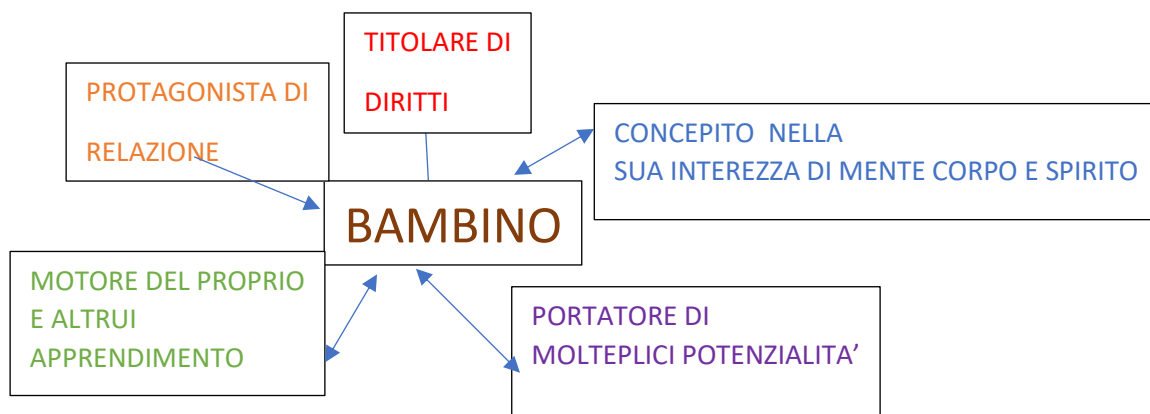 TITOLARE DI
DIRITTI
PROTAGONISTA DI
RELAZIONE
CONCEPITO NELLA
SUA INTEREZZA DI MENTE CORPO E SPIRITO
BAMBINO
MOTORE DEL PROPRIO
E ALTRUI
APPRENDIMENTO
PORTATORE DI
MOLTEPLICI POTENZIALITA’